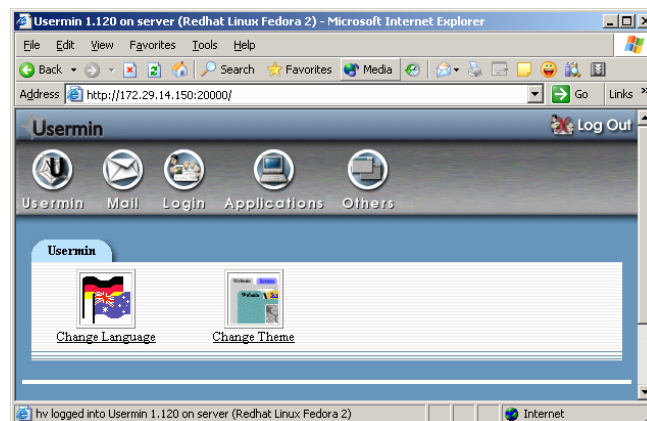 Usermin 1.120 on server (Redhat Linux Fedora 2) - Microsoft Internet Explorer
File Edit View Favorites Tools Help
Back Search Favorites Media
Address http://172.29.14.150:20000/ Go Links »
Usermin Log Out
Usermin Mail Login Applications Others
Usermin
Change Language Change Theme
hv logged into Usermin 1.120 on server (Redhat Linux Fedora 2) Internet